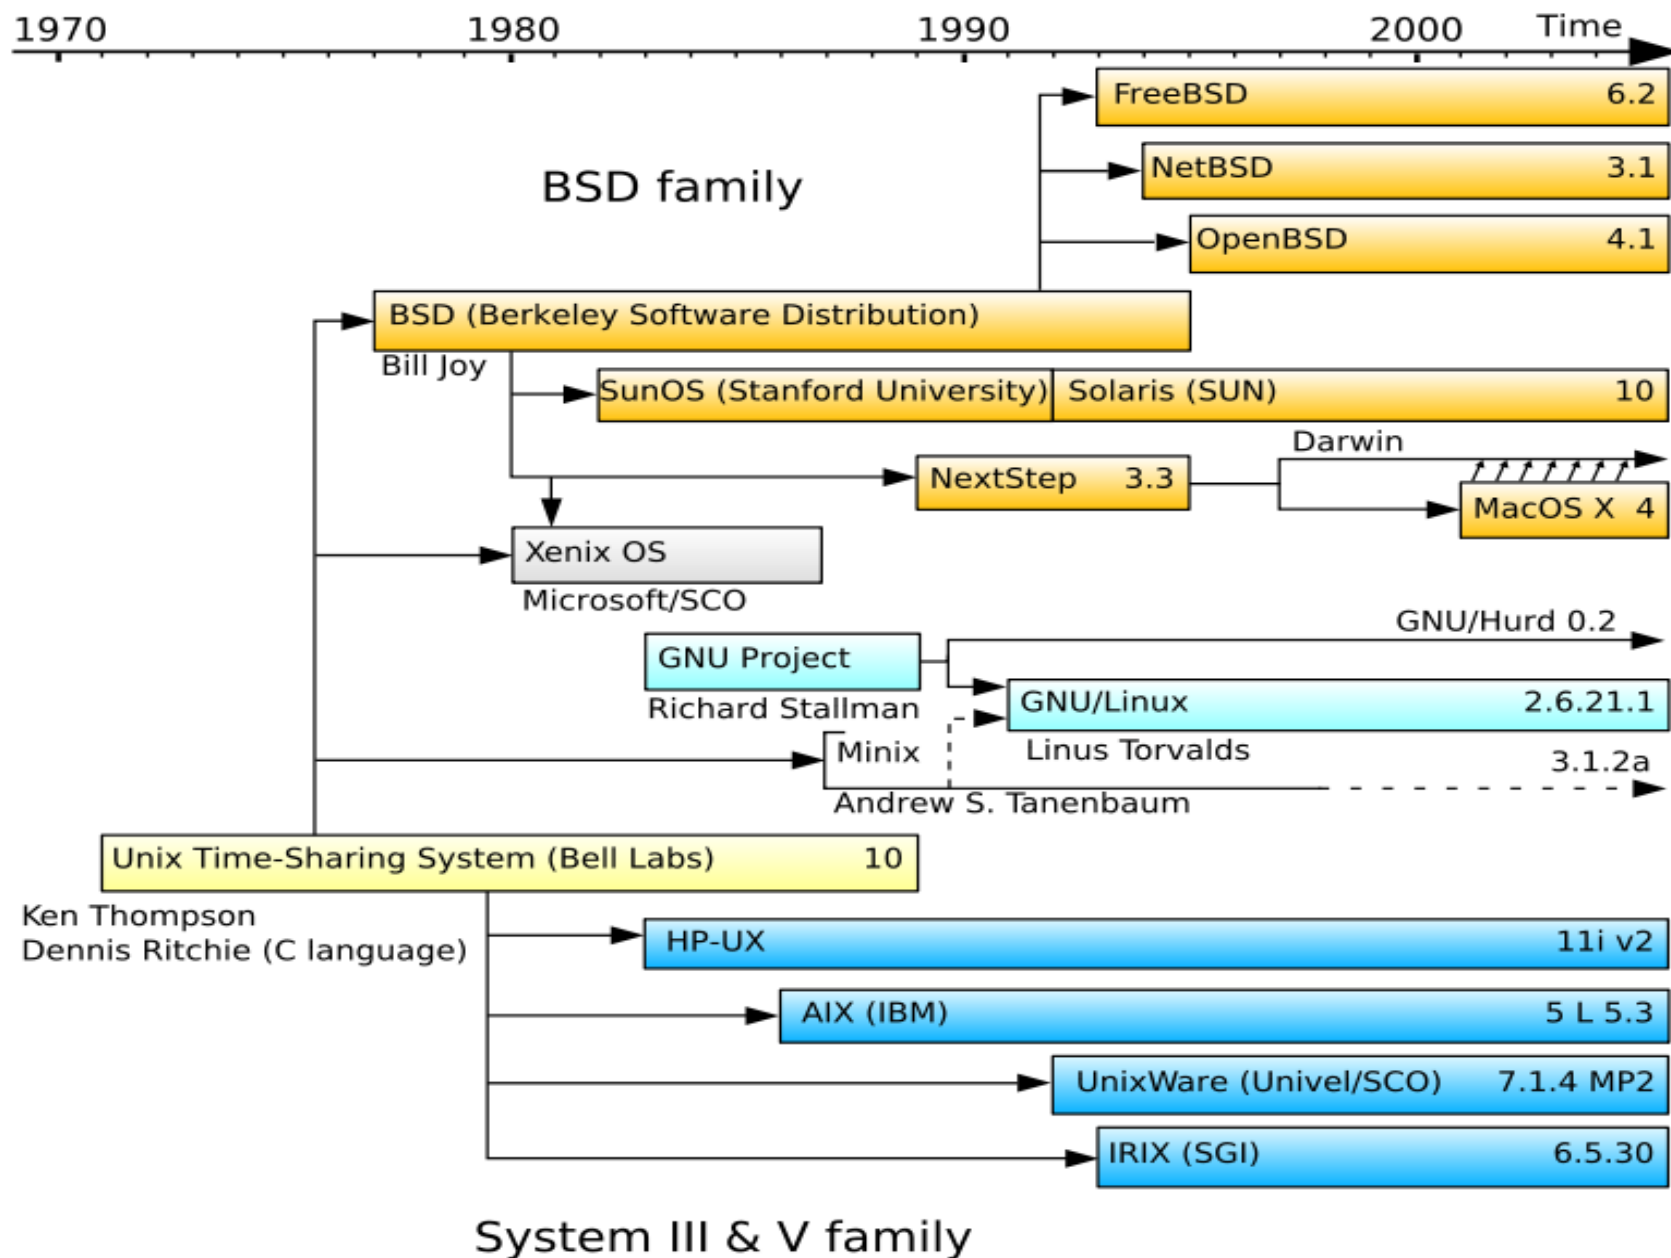 1970 1980 1990 2000 Time
FreeBSD 6.2
BSD family
NetBSD 3.1
OpenBSD 4.1
BSD (Berkeley Software Distribution)
Bill Joy
SunOS (Stanford University) Solaris (SUN) 10
Darwin
NextStep 3.3
MacOS X 4
Xenix OS
Microsoft/SCO
GNU/Hurd 0.2
GNU Project
Richard Stallman
GNU/Linux 2.6.21.1
Linus Torvalds
Minix
3.1.2a
Andrew S. Tanenbaum
Unix Time-Sharing System (Bell Labs) 10
Ken Thompson
Dennis Ritchie (C language)
HP-UX 11i v2
AIX (IBM) 5 L 5.3
UnixWare (Univel/SCO) 7.1.4 MP2
IRIX (SGI) 6.5.30
System III & V family